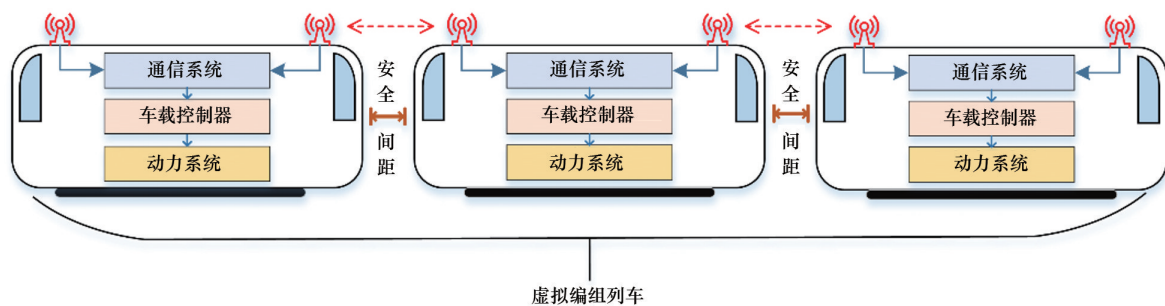 通信系统
车载控制器
动力系统
安全
间距
通信系统
车载控制器
动力系统
安全
间距
通信系统
车载控制器
动力系统
虚拟编组列车